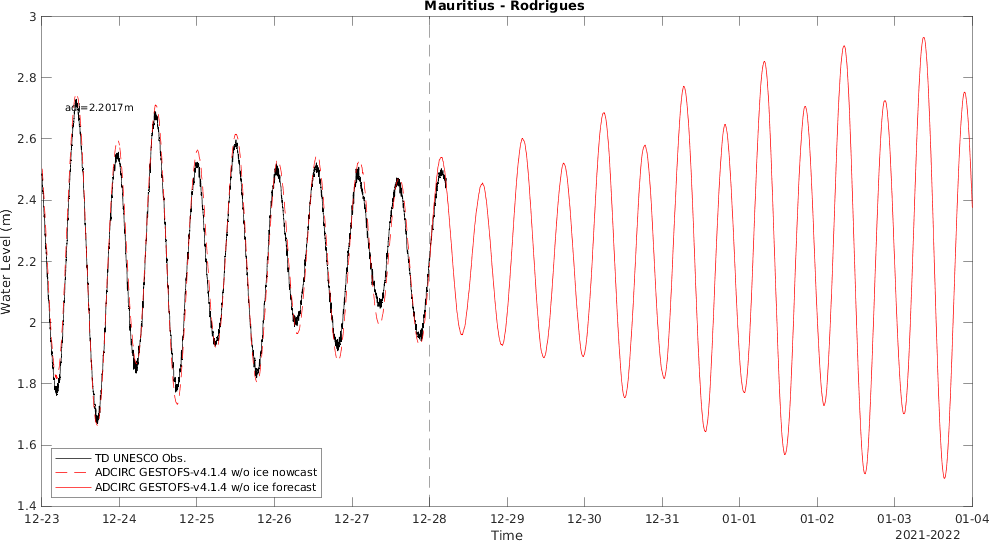 Mauritius - Rodrigues
Water Level (m)
3
2.8
2.6
2.4
2.2
2
1.8
1.6
1.4
adj=2.2017m
TD UNESCO Obs.
ADCIRC GESTOFS-v4.1.4 w/o ice nowcast
ADCIRC GESTOFS-v4.1.4 w/o ice forecast
12-23 12-24 12-25 12-26 12-27 12-28 12-29 12-30 12-31 01-01 01-02 01-03 01-04
Time
2021-2022